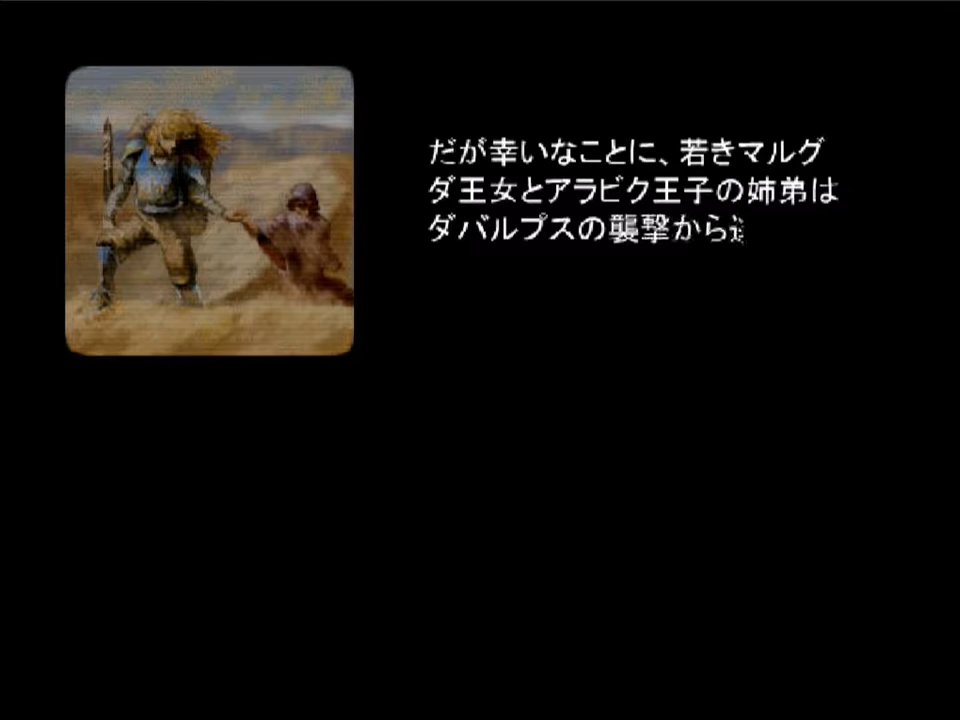 だが幸いなことに、若きマルグ
ダ王女とアラビク王子の姉弟は
ダバルプスの襲撃から